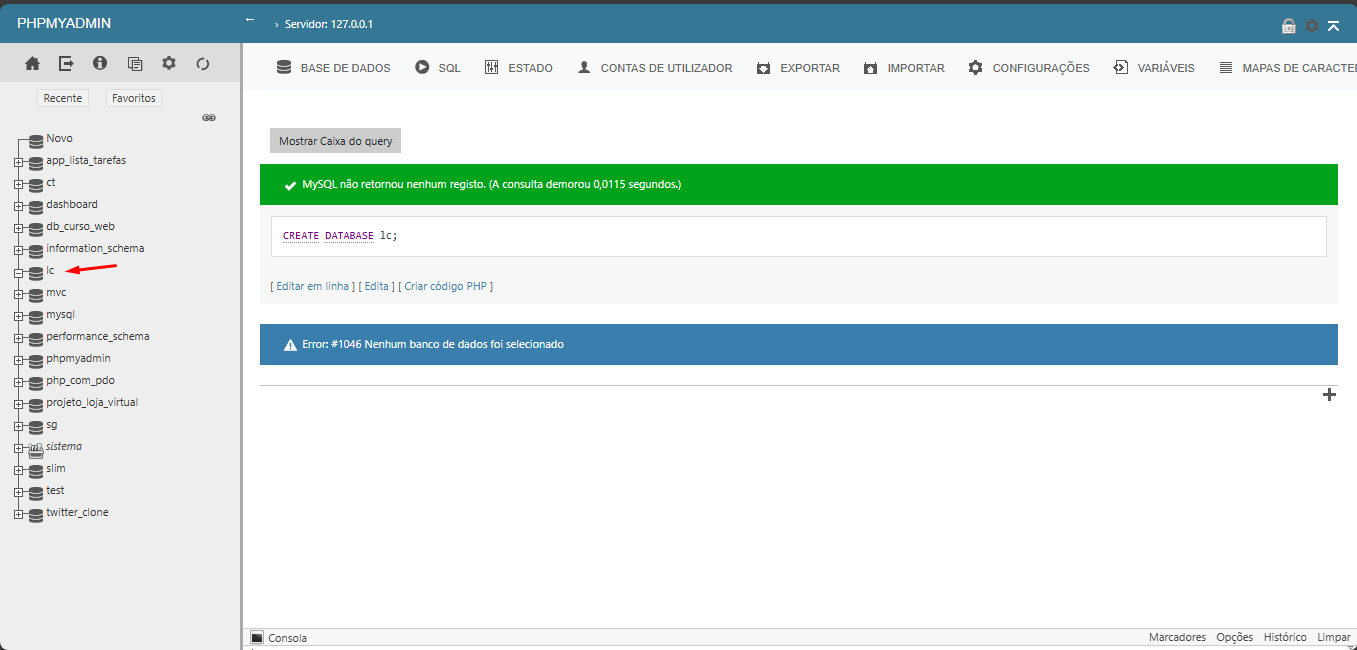 PHPMYADMIN
← › Servidor: 127.0.0.1
BASE DE DADOS SQL ESTADO CONTAS DE UTILIZADOR EXPORTAR IMPORTAR CONFIGURAÇÕES VARIÁVEIS MAPAS DE CARACTE
Recente Favoritos
Novo
app_lista_tarefas
ct
dashboard
db_curso_web
information_schema
lc
mvc
mysql
performance_schema
phpmyadmin
php_com_pdo
projeto_loja_virtual
sg
sistema
slim
test
twitter_clone
Mostrar Caixa do query
MySQL não retornou nenhum registo. (A consulta demorou 0,0115 segundos.)
CREATE DATABASE lc;
[ Editar em linha ] [ Edita ] [ Criar código PHP ]
Error: #1046 Nenhum banco de dados foi selecionado
Consola Marcadores Opções Histórico Limpar